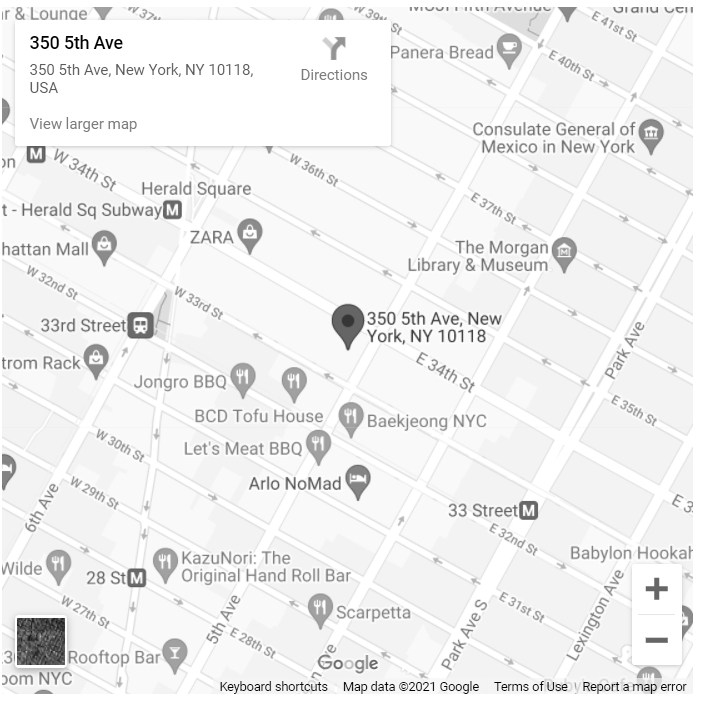 r & Lounge
W 37th St
W 39th St
Most Fifth Avenue
E 41st St
Grand Cen
350 5th Ave
350 5th Ave, New York, NY 10118,
USA
Directions
View larger map
Panera Bread
E 40th St
Consulate General of
Mexico in New York
on
M
W 34th St
W 36th St
Herald Square
t - Herald Sq Subway M
E 37th St
ZARA
hattan Mall
The Morgan
Library & Museum
W 32nd St
W 33rd St
33rd Street
350 5th Ave, New
York, NY 10118
trom Rack
E 34th St
Park Ave
Jongro BBQ
BCD Tofu House
Baekjeong NYC
E 35th St
W 30th St
Let's Meat BBQ
Arlo NoMad
W 29th St
6th Ave
33 Street M
E 3
E 32nd St
Babylon Hookah
Wilde
KazuNori: The
Original Hand Roll Bar
28 St M
W 27th St
5th Ave
Scarpetta
E 31st St
Park Ave S
Lexington Ave
E 28th St
Rooftop Bar
oom NYC
Google
Keyboard shortcuts
Map data ©2021 Google
Terms of Use
Report a map error